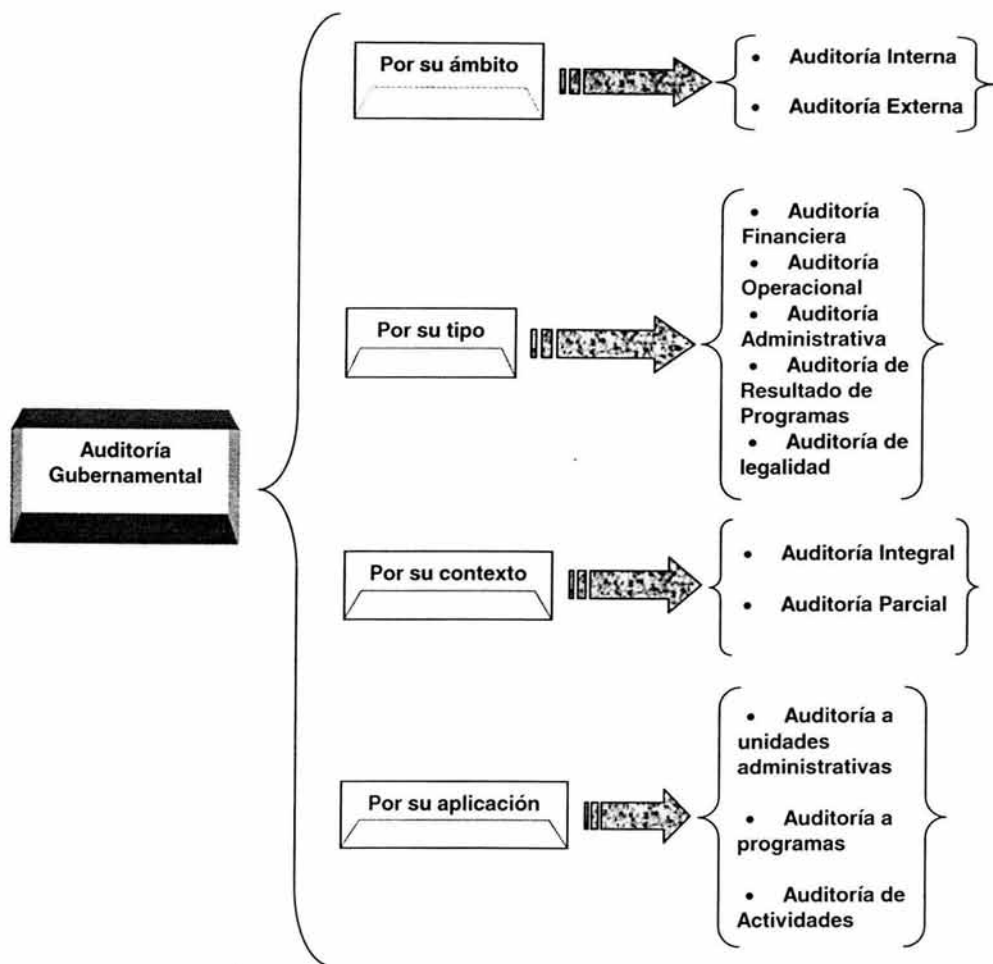 Auditoría
Gubernamental
Por su ámbito
• Auditoría Interna
• Auditoría Externa
Por su tipo
• Auditoría
Financiera
• Auditoría
Operacional
• Auditoría
Administrativa
• Auditoría de
Resultado de
Programas
• Auditoría de
legalidad
Por su contexto
• Auditoría Integral
• Auditoría Parcial
Por su aplicación
• Auditoría a
unidades
administrativas
• Auditoría a
programas
• Auditoría de
Actividades